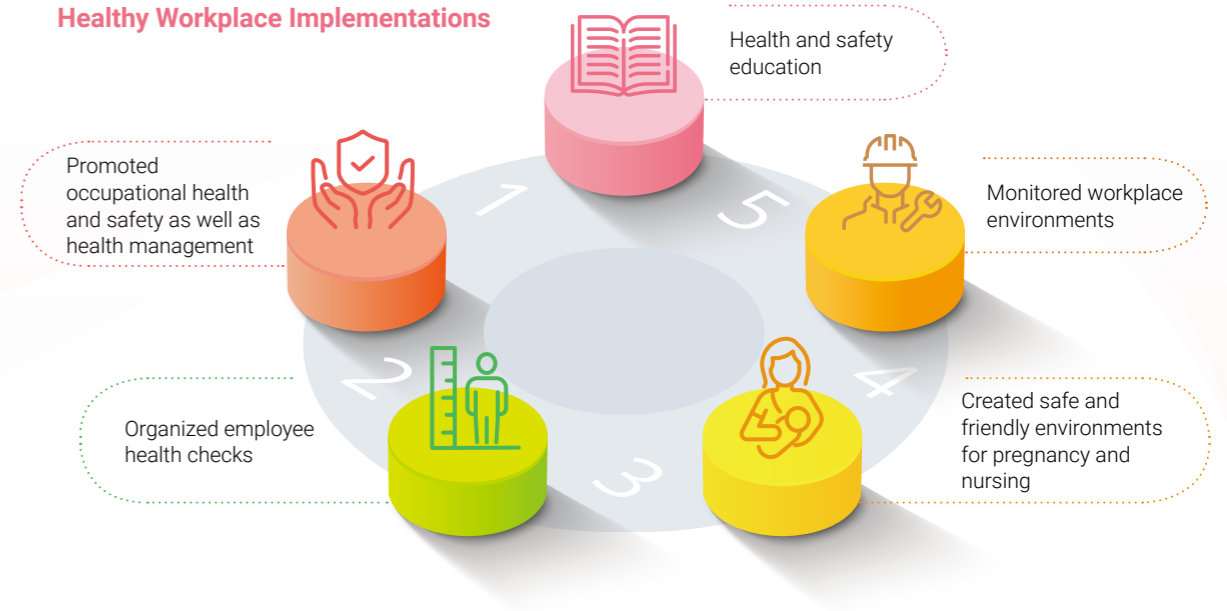 Healthy Workplace Implementations
Health and safety
education
Promoted
occupational health
and safety as well as
health management
Monitored workplace
environments
Organized employee
health checks
Created safe and
friendly environments
for pregnancy and
nursing
1
2
3
4
5